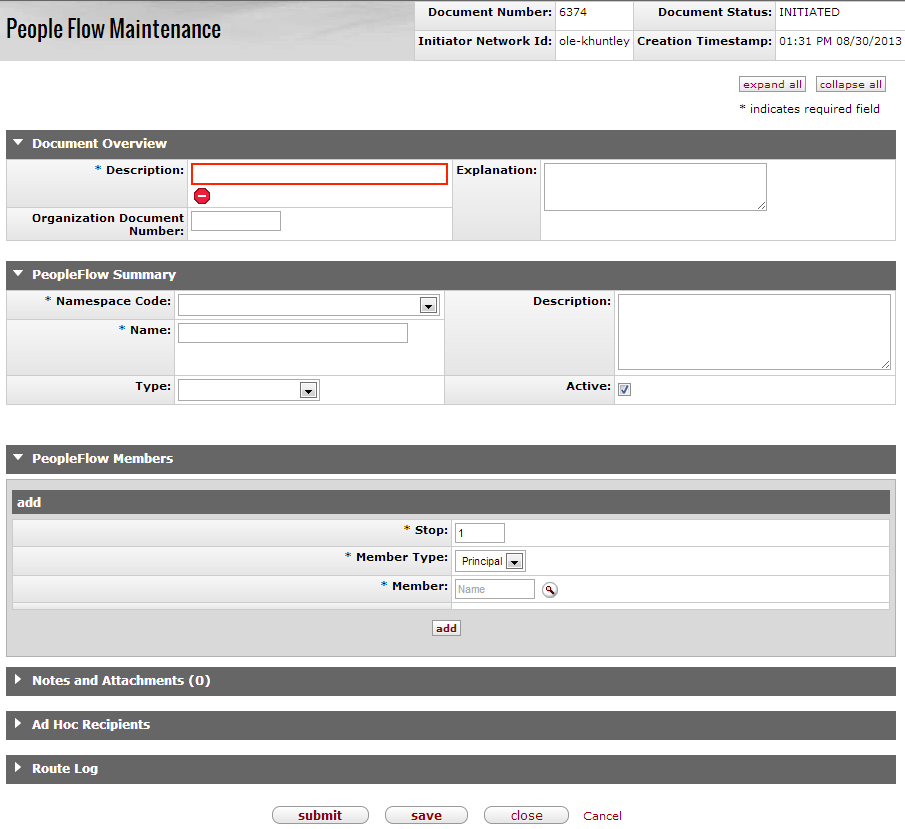 People Flow Maintenance
Document Number: 6374 Document Status: INITIATED
Initiator Network Id: ole-khuntley Creation Timestamp: 01:31 PM 08/30/2013
expand all collapse all
* indicates required field
Document Overview
* Description: Explanation:
Organization Document
Number:
PeopleFlow Summary
* Namespace Code: Description:
* Name:
Type: Active:
PeopleFlow Members
add
* Stop: 1
* Member Type: Principal
* Member: Name
add
Notes and Attachments (0)
Ad Hoc Recipients
Route Log
submit save close Cancel